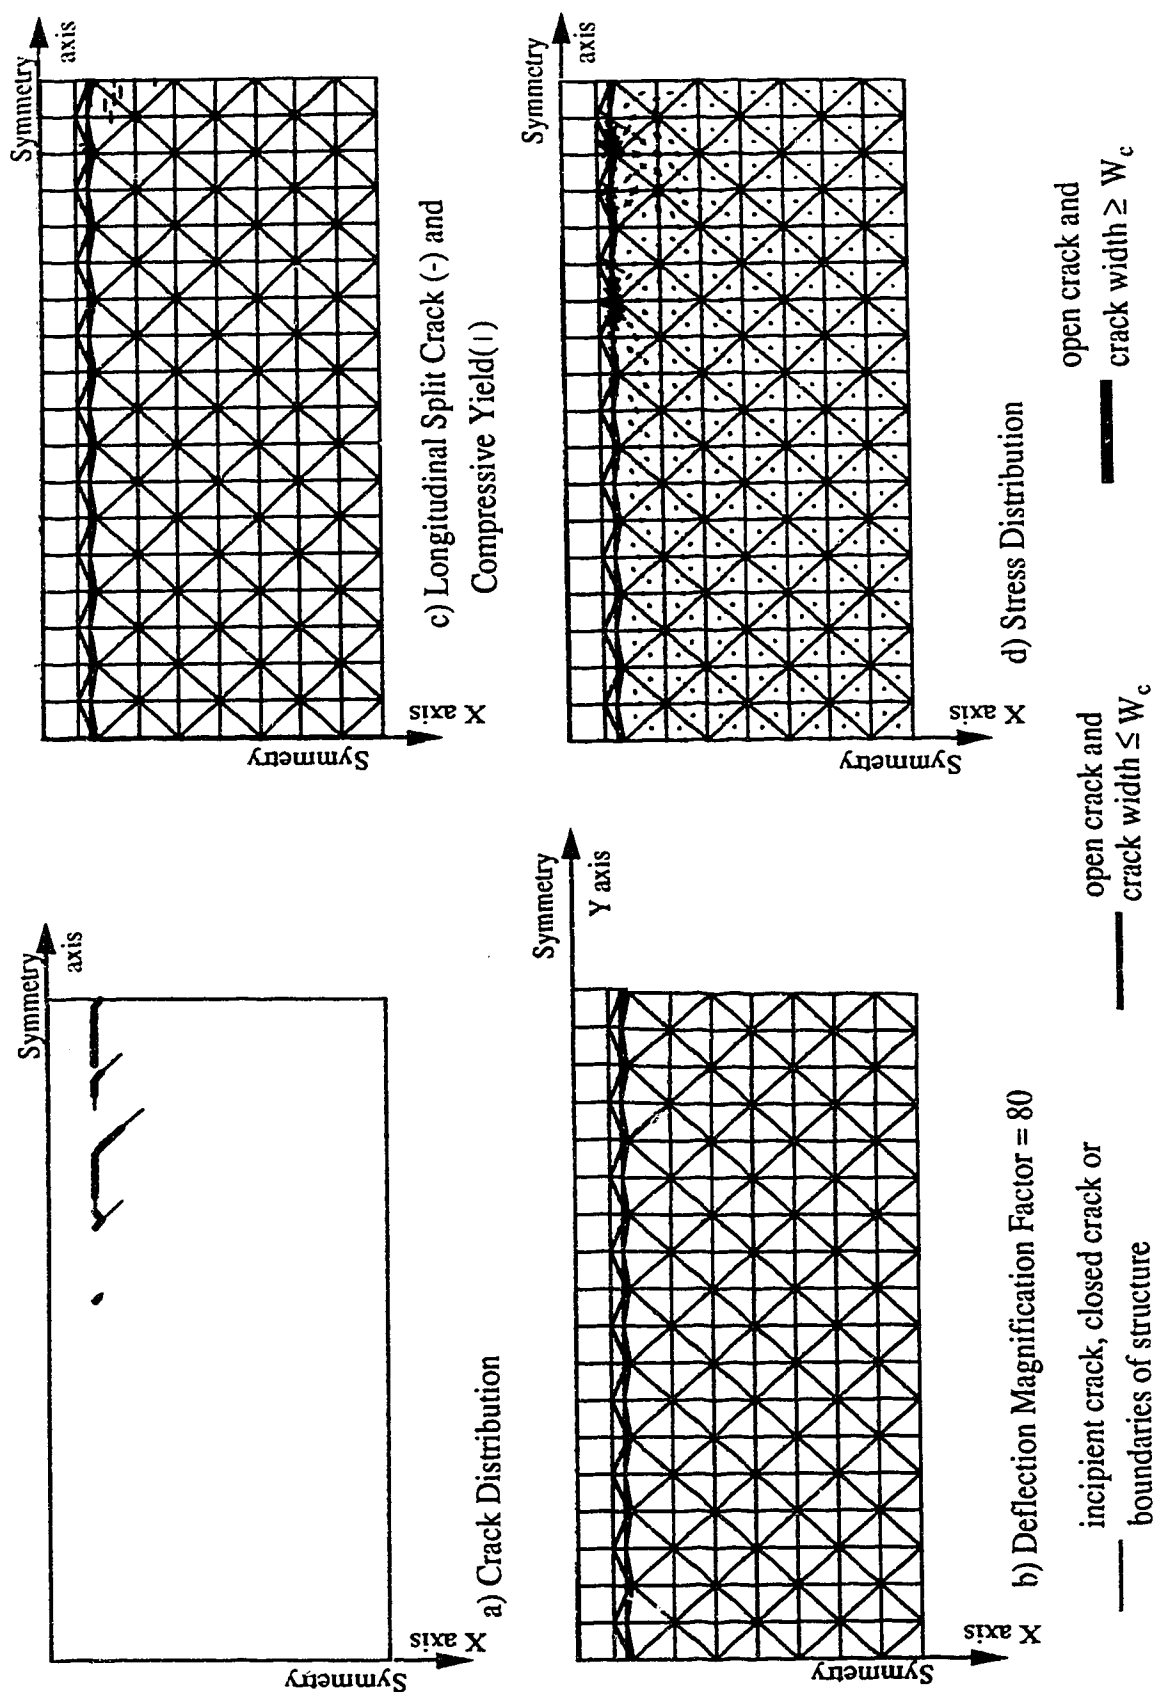 Symmetry
axis
Symmetry
X axis
a) Crack Distribution
Symmetry
axis
Symmetry
X axis
c) Longitudinal Split Crack (-) and
Compressive Yield(|)
Symmetry
Y axis
Symmetry
X axis
b) Deflection Magnification Factor = 80
Symmetry
axis
Symmetry
X axis
d) Stress Distribution
incipient crack, closed crack or
boundaries of structure
open crack and
crack width ≤ W_c
open crack and
crack width ≥ W_c